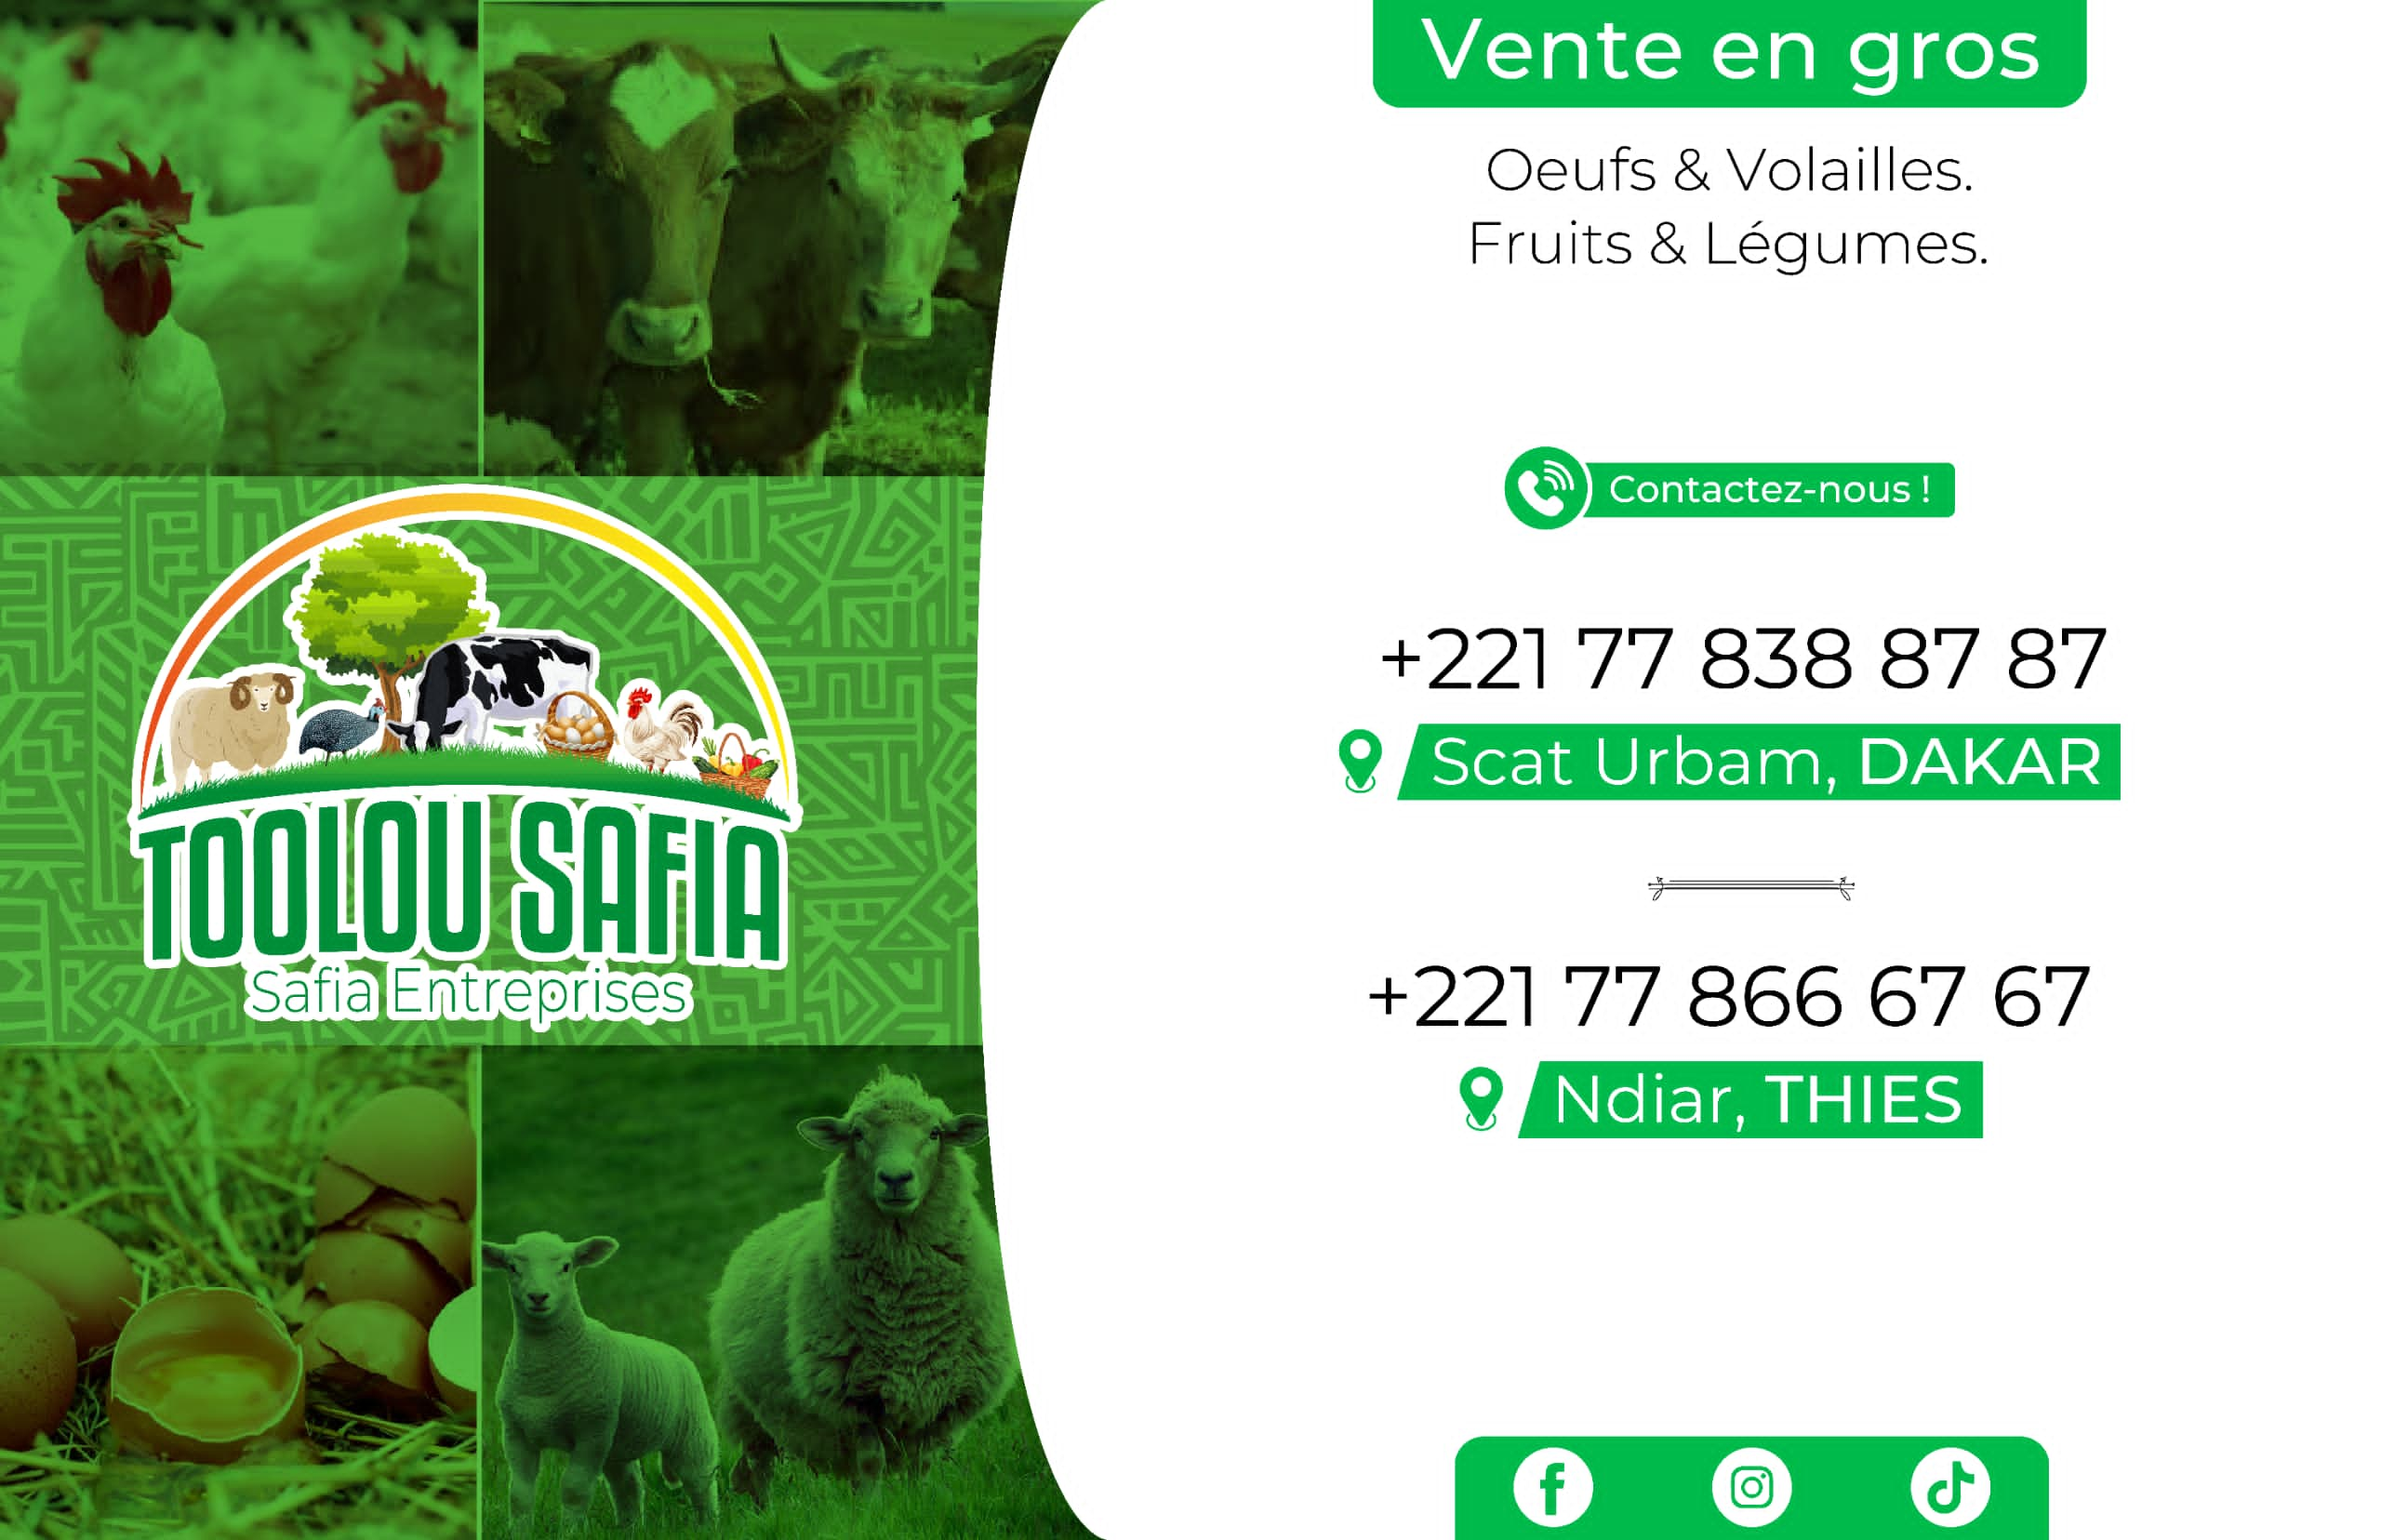 TOOLOU SAFIA
Safia Entreprises
Vente en gros
Oeufs & Volailles.
Fruits & Légumes.
Contactez-nous !
+221 77 838 87 87
Scat Urbam, DAKAR
+221 77 866 67 67
Ndiar, THIES